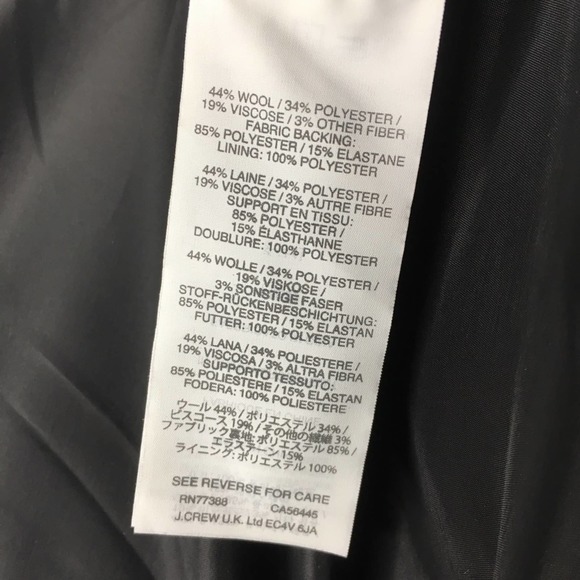 44% WOOL / 34% POLYESTER /
19% VISCOSE / 3% OTHER FIBER
FABRIC BACKING:
85% POLYESTER / 15% ELASTANE
LINING: 100% POLYESTER
44% LAINE / 34% POLYESTER /
19% VISCOSE / 3% AUTRE FIBRE
SUPPORT EN TISSU:
85% POLYESTER /
15% ÉLASTHANNE
DOUBLURE: 100% POLYESTER
44% WOLLE / 34% POLYESTER /
19% VISKOSE /
3% SONSTIGE FASER
STOFF-RÜCKENBESCHICHTUNG:
85% POLYESTER / 15% ELASTAN
FUTTER: 100% POLYESTER
44% LANA / 34% POLIESTERE /
19% VISCOSA / 3% ALTRA FIBRA
SUPPORTO TESSUTO:
85% POLIESTERE / 15% ELASTAN
FODERA: 100% POLIESTERE
ウール 44% / ポリエステル 34% /
ビスコース 19% / その他の繊維 3%
ファブリック裏地: ポリエステル 85% /
エラスターン 15%
ライニング: ポリエステル 100%
SEE REVERSE FOR CARE
RN77388 CA56445
J.CREW U.K. Ltd EC4V 6JA